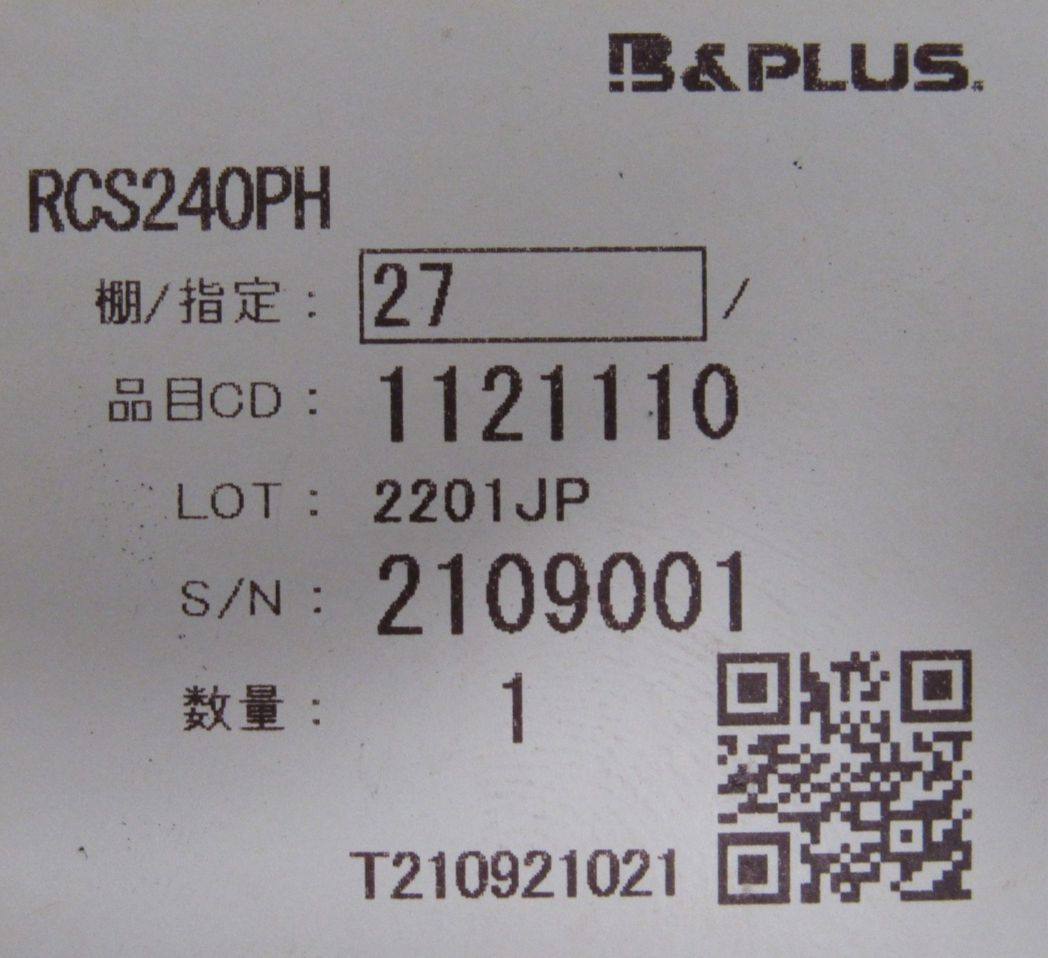 B&PLUS
RCS240PH
棚/指定: 27 /
品目CD: 1121110
LOT: 2201JP
S/N: 2109001
数量: 1
T210921021